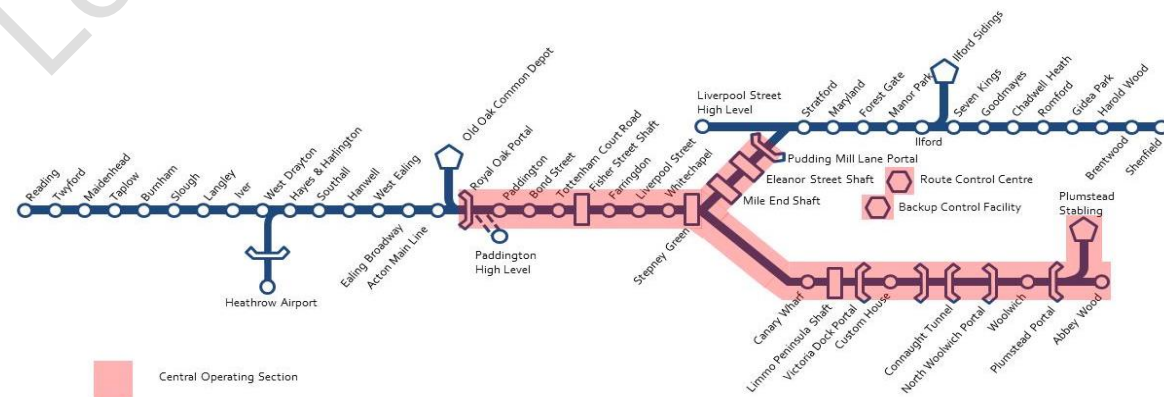 Lo
Reading
Twyford
Maidenhead
Taplow
Burnham
Slough
Langley
Iver
West Drayton
Hayes & Harlington
Southall
Hanwell
West Ealing
Ealing Broadway
Acton Main Line
Heathrow Airport
Old Oak Common Depot
Royal Oak Portal
Paddington
Paddington
High Level
Bond Street
Tottenham Court Road
Fisher Street Shaft
Farringdon
Liverpool Street
Whitechapel
Stepney Green
Liverpool Street
High Level
Stratford
Maryland
Forest Gate
Manor Park
Ilford
Ilford Sidings
Seven Kings
Goodmayes
Chadwell Heath
Romford
Gidea Park
Harold Wood
Brentwood
Shenfield
Pudding Mill Lane Portal
Eleanor Street Shaft
Mile End Shaft
Route Control Centre
Backup Control Facility
Plumstead
Stabling
Canary Wharf
Limmo Peninsula Shaft
Victoria Dock Portal
Custom House
Connaught Tunnel
North Woolwich Portal
Woolwich
Plumstead Portal
Abbey Wood
Central Operating Section